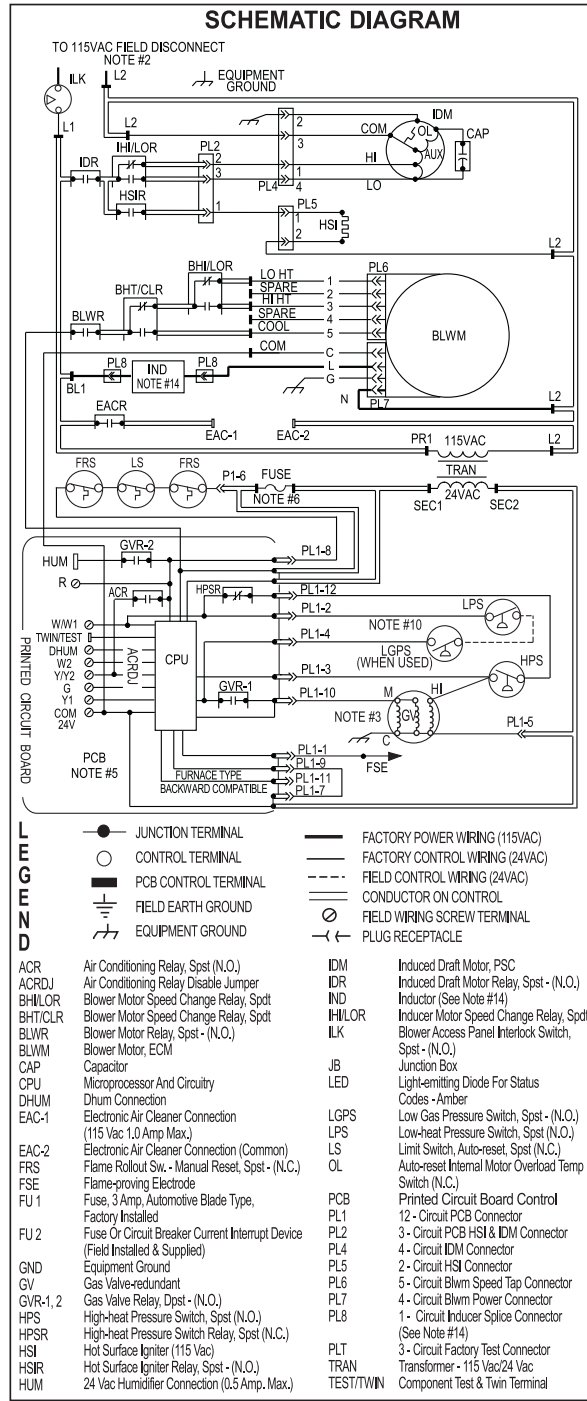 SCHEMATIC DIAGRAM
TO 115VAC FIELD DISCONNECT
NOTE #2
EQUIPMENT
GROUND
ILK
L2
L1
L2
IDM
COM
OL
CAP
AUX
IHI/LOR
PL2
IDR
HI
LO
PL4
2
3
1
4
2
3
1
HSIR
PL5
1
2
HSI
L2
BHI/LOR
BHT/CLR
BLWR
LO HT 1
SPARE 2
HI HT 3
SPARE 4
COOL 5
PL6
BLWM
COM C
L
G
N
PL7
L2
PL8
IND
NOTE #14
PL8
BL1
EACR
EAC-1
EAC-2
PR1
115VAC
L2
TRAN
24VAC
SEC1
SEC2
FRS
LS
FRS
P1-6
FUSE
NOTE #6
PRINTED CIRCUIT BOARD
HUM
GVR-2
R
ACR
HPSR
W/W1
TWIN/TEST
DHUM
W2
Y/Y2
G
Y1
COM
24V
ACRDJ
CPU
GVR-1
PCB
NOTE #5
FURNACE TYPE
BACKWARD COMPATIBLE
PL1-8
PL1-12
PL1-2
PL1-4
PL1-3
PL1-10
PL1-1
PL1-9
PL1-11
PL1-7
FSE
NOTE #10
LPS
LGPS
(WHEN USED)
HPS
NOTE #3
M
HI
GV
C
PL1-5
LEGEND
JUNCTION TERMINAL
CONTROL TERMINAL
PCB CONTROL TERMINAL
FIELD EARTH GROUND
EQUIPMENT GROUND
FACTORY POWER WIRING (115VAC)
FACTORY CONTROL WIRING (24VAC)
FIELD CONTROL WIRING (24VAC)
CONDUCTOR ON CONTROL
FIELD WIRING SCREW TERMINAL
PLUG RECEPTACLE
ACR Air Conditioning Relay, Spst (N.O.)
ACRDJ Air Conditioning Relay Disable Jumper
BHI/LOR Blower Motor Speed Change Relay, Spdt
BHT/CLR Blower Motor Speed Change Relay, Spdt
BLWR Blower Motor Relay, Spst - (N.O.)
BLWM Blower Motor, ECM
CAP Capacitor
CPU Microprocessor And Circuitry
DHUM Dhum Connection
EAC-1 Electronic Air Cleaner Connection
(115 Vac 1.0 Amp Max.)
EAC-2 Electronic Air Cleaner Connection (Common)
FRS Flame Rollout Sw. - Manual Reset, Spst - (N.C.)
FSE Flame-proving Electrode
FU 1 Fuse, 3 Amp, Automotive Blade Type,
Factory Installed
FU 2 Fuse Or Circuit Breaker Current Interrupt Device
(Field Installed & Supplied)
GND Equipment Ground
GV Gas Valve-redundant
GVR-1, 2 Gas Valve Relay, Dpst - (N.O.)
HPS High-heat Pressure Switch, Spst (N.O.)
HPSR High-heat Pressure Switch Relay, Spst (N.C.)
HSI Hot Surface Igniter (115 Vac)
HSIR Hot Surface Igniter Relay, Spst - (N.O.)
HUM 24 Vac Humidifier Connection (0.5 Amp. Max.)
IDM Induced Draft Motor, PSC
IDR Induced Draft Motor Relay, Spst - (N.O.)
IND Inductor (See Note #14)
IHI/LOR Inducer Motor Speed Change Relay, Spdt
ILK Blower Access Panel Interlock Switch,
Spst - (N.O.)
JB Junction Box
LED Light-emitting Diode For Status
Codes - Amber
LGPS Low Gas Pressure Switch, Spst - (N.O.)
LPS Low-heat Pressure Switch, Spst (N.O.)
LS Limit Switch, Auto-reset, Spst (N.C.)
OL Auto-reset Internal Motor Overload Temp
Switch (N.C.)
PCB Printed Circuit Board Control
PL1 12 - Circuit PCB Connector
PL2 3 - Circuit PCB HSI & IDM Connector
PL4 4 - Circuit IDM Connector
PL5 2 - Circuit HSI Connector
PL6 5 - Circuit Blwm Speed Tap Connector
PL7 4 - Circuit Blwm Power Connector
PL8 1 - Circuit Inducer Splice Connector
(See Note #14)
PLT 3 - Circuit Factory Test Connector
TRAN Transformer - 115 Vac/24 Vac
TEST/TWIN Component Test & Twin Terminal